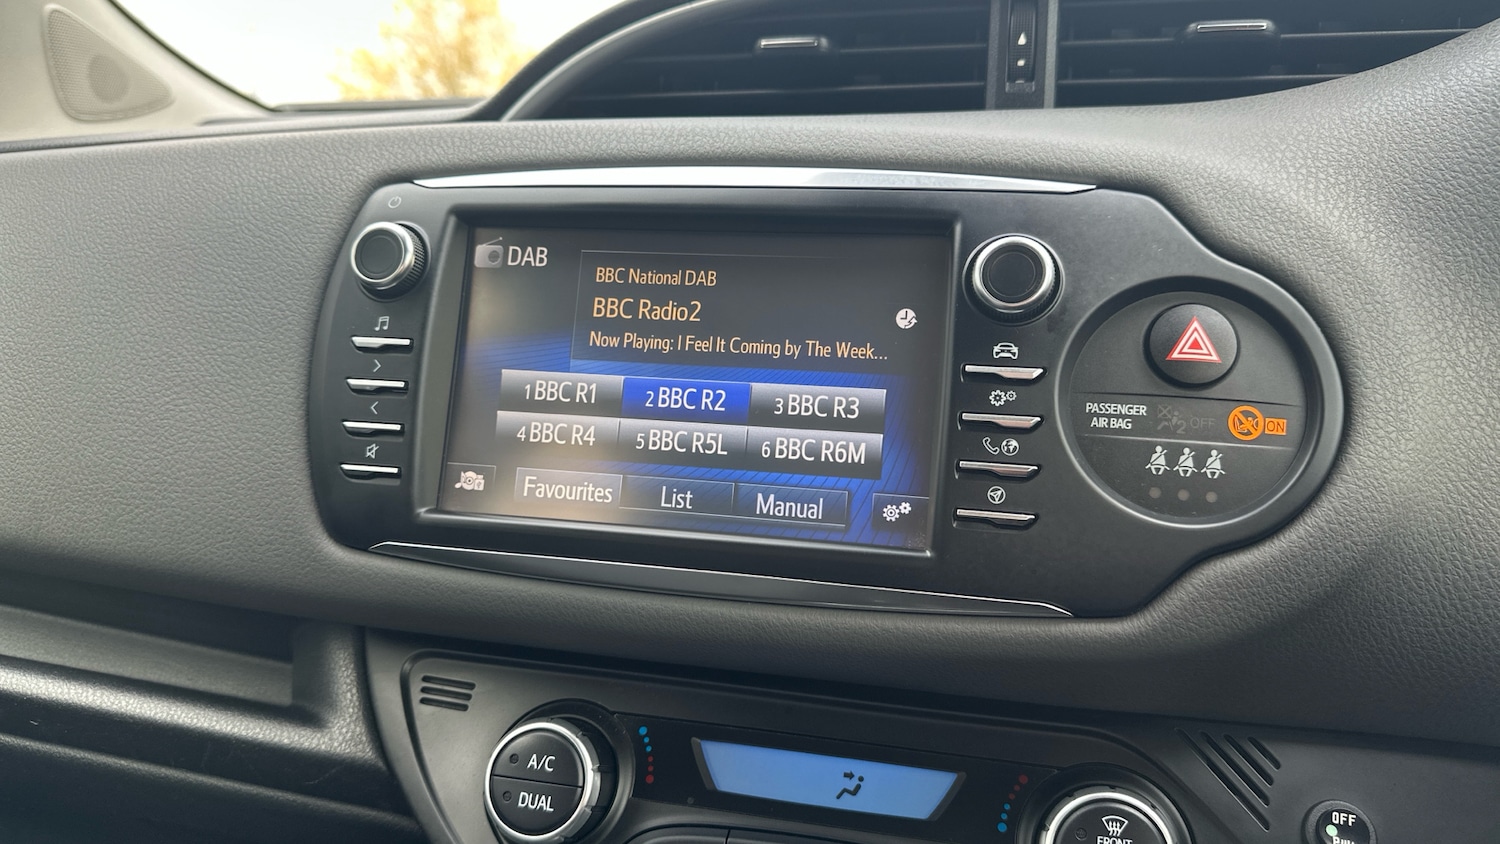 DAB
BBC National DAB
BBC Radio2
Now Playing: I Feel It Coming by The Week...
1 BBC R1
2 BBC R2
3 BBC R3
4 BBC R4
5 BBC R5L
6 BBC R6M
Favourites
List
Manual
PASSENGER
AIR BAG
2 OFF
ON
A/C
DUAL
FRONT
OFF